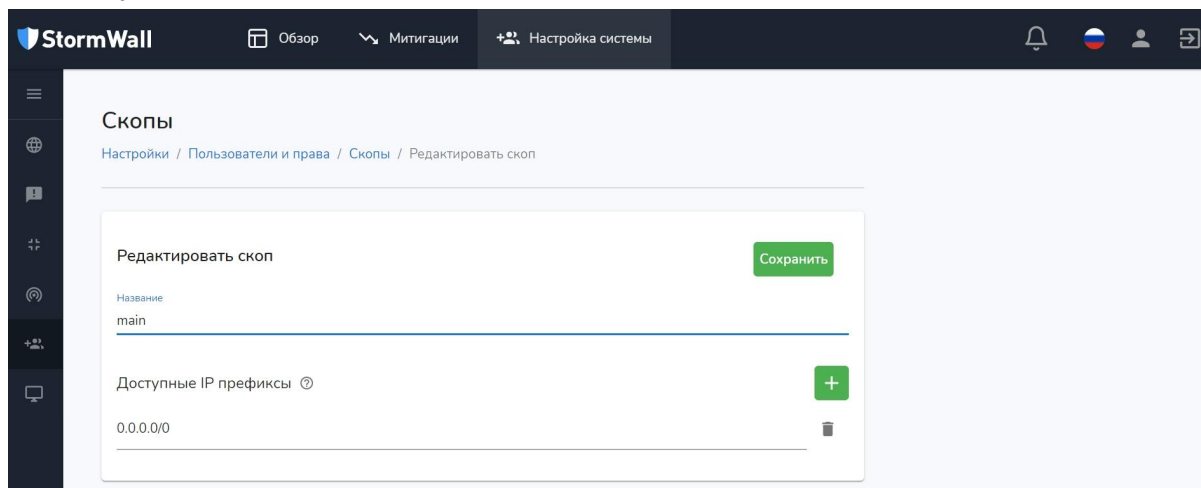 StormWall
Обзор
Митигации
Настройка системы
Скопы
Настройки / Пользователи и права / Скопы / Редактировать скоп
Редактировать скоп
Сохранить
Название
main
Доступные IP префиксы
0.0.0.0/0